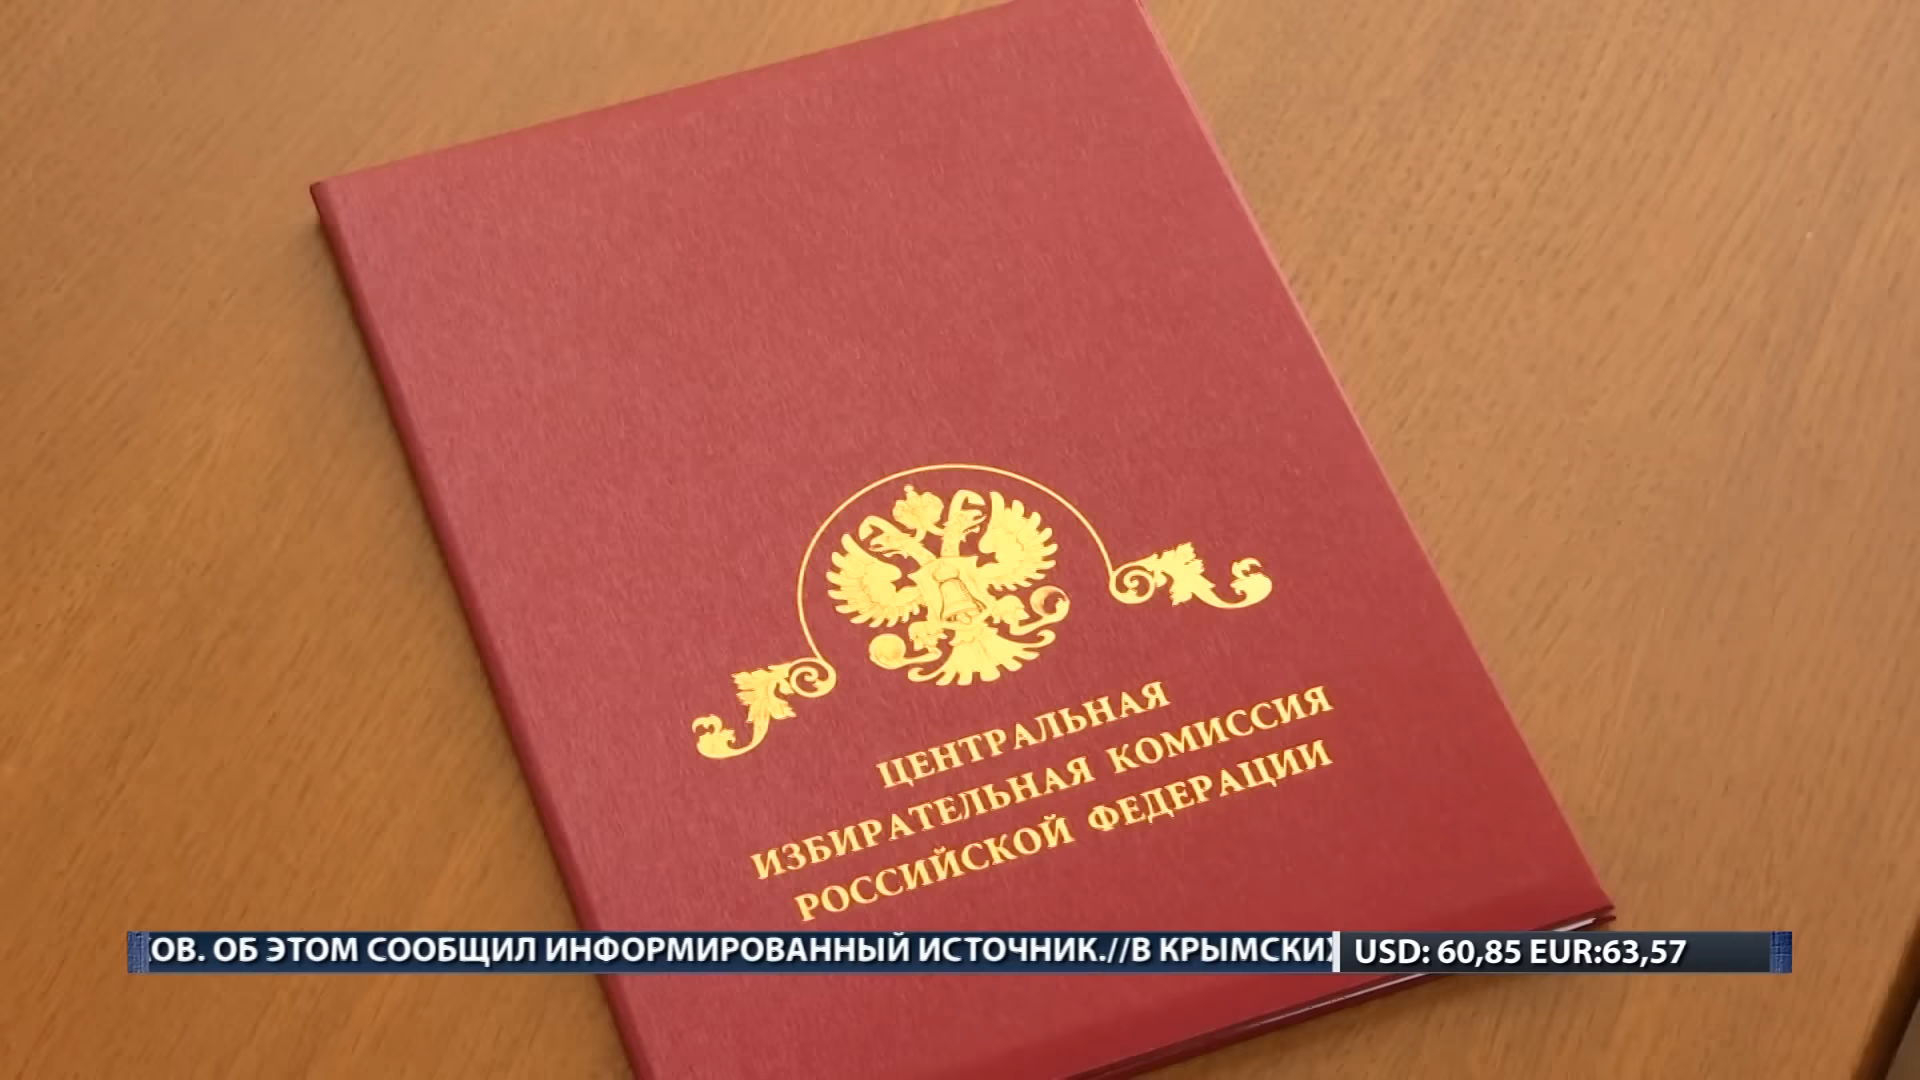 ЦЕНТРАЛЬНАЯ
ИЗБИРАТЕЛЬНАЯ КОМИССИЯ
РОССИЙСКОЙ ФЕДЕРАЦИИ
ОВ. ОБ ЭТОМ СООБЩИЛ ИНФОРМИРОВАННЫЙ ИСТОЧНИК.//В КРЫМСКИХ USD: 60,85 EUR:63,57